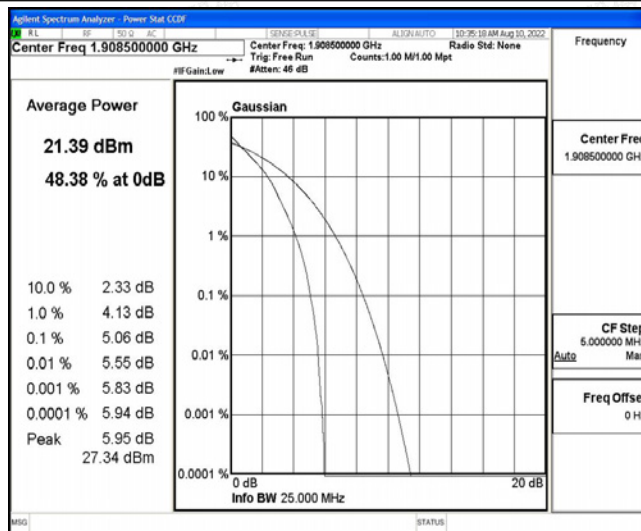 Agilent Spectrum Analyzer - Power Stat CCDF
RL RF 50 Ω AC SENSE:PULSE ALIGN AUTO 10:35:18 AM Aug 10, 2022
Center Freq 1.908500000 GHz
Center Freq: 1.908500000 GHz Radio Std: None
Trig: Free Run Counts:1.00 M/1.00 Mpt
#IFGain:Low #Atten: 46 dB
Frequency
Average Power
21.39 dBm
48.38 % at 0dB
10.0 % 2.33 dB
1.0 % 4.13 dB
0.1 % 5.06 dB
0.01 % 5.55 dB
0.001 % 5.83 dB
0.0001 % 5.94 dB
Peak 5.95 dB
27.34 dBm
Gaussian
100 %
10 %
1 %
0.1 %
0.01 %
0.001 %
0.0001 %
0 dB 20 dB
Info BW 25.000 MHz
Center Fre
1.908500000 GH
CF Ste
5.000000 MH
Auto Ma
Freq Offse
0 H
MSG STATUS